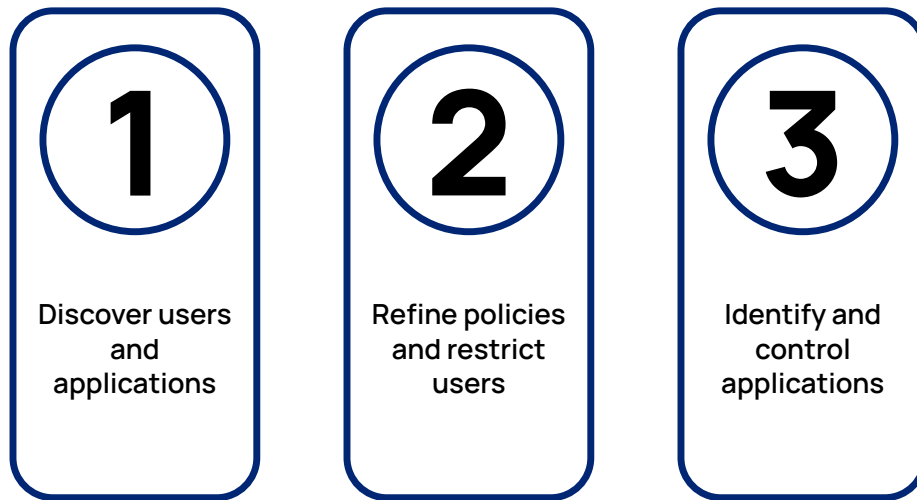 1
Discover users
and
applications
2
Refine policies
and restrict
users
3
Identify and
control
applications